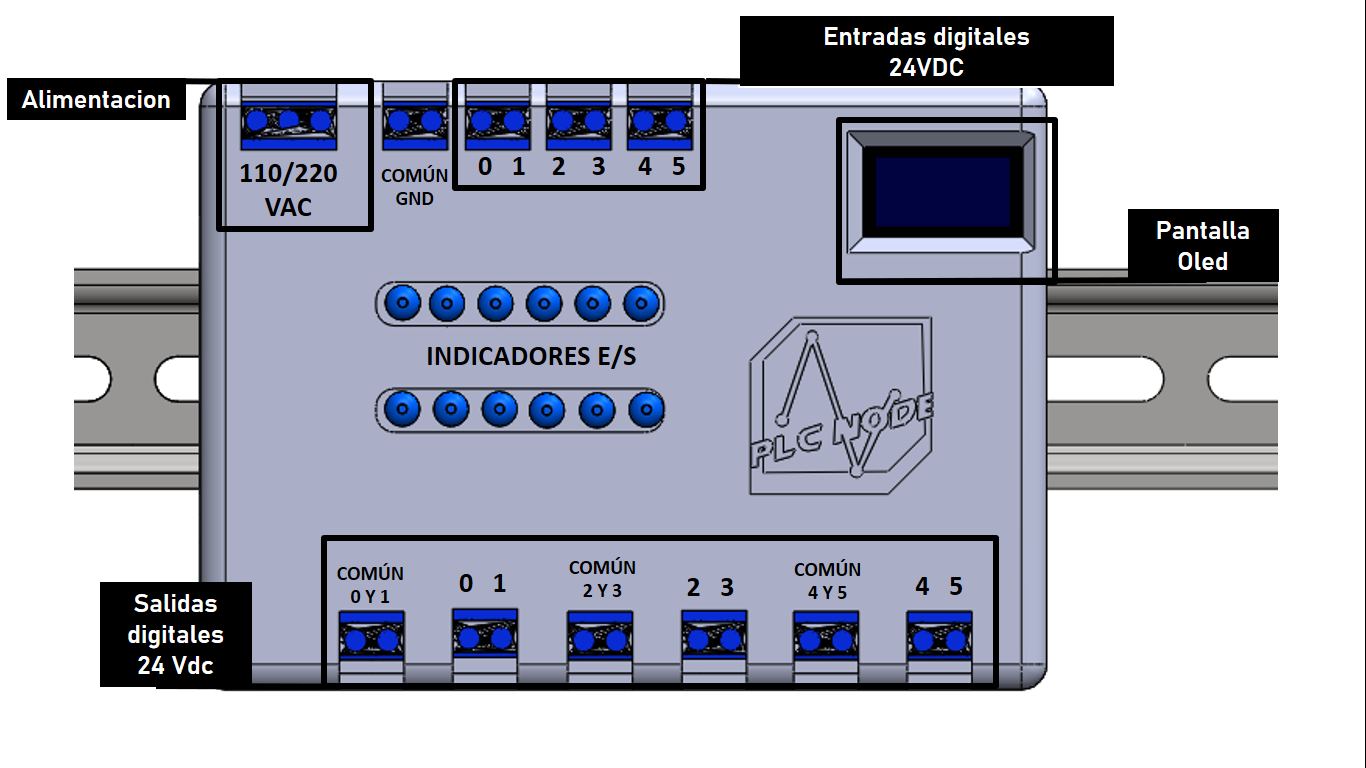 Entradas digitales
24VDC
Alimentacion
110/220
VAC
COMÚN
GND
0 1 2 3 4 5
Pantalla
Oled
INDICADORES E/S
PLC NODE
COMÚN
0 Y 1
0 1
COMÚN
2 Y 3
2 3
COMÚN
4 Y 5
4 5
Salidas
digitales
24 Vdc